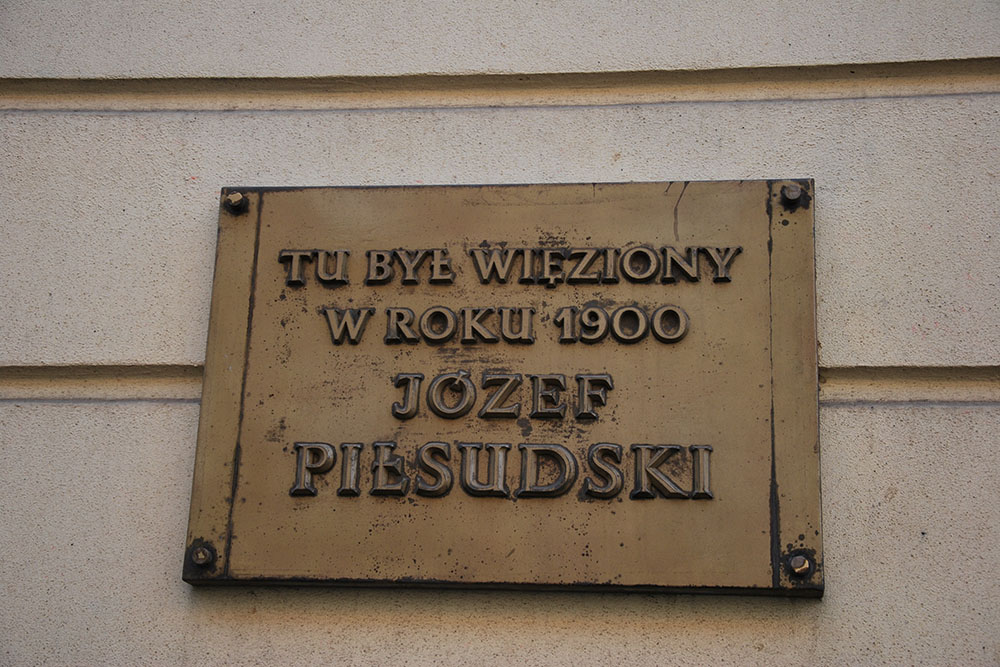 TU BYŁ WIĘZIONY
W ROKU 1900
JÓZEF
PIŁSUDSKI